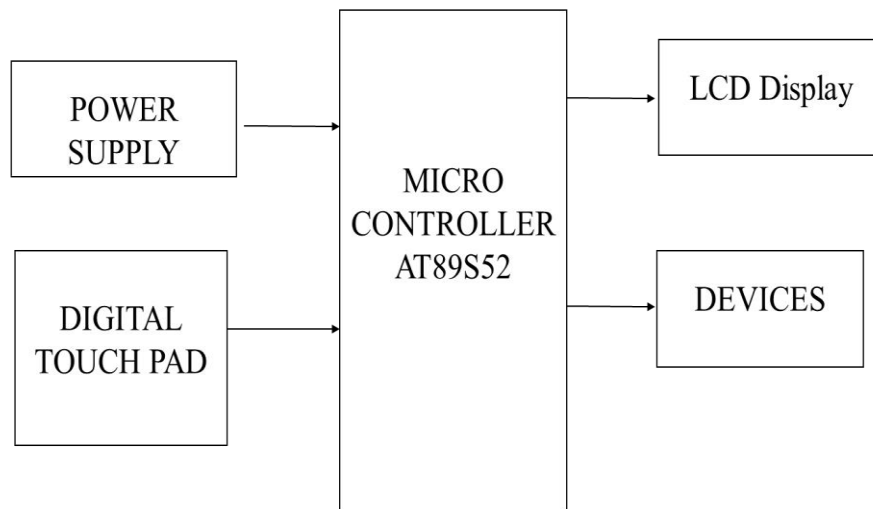 POWER
SUPPLY
DIGITAL
TOUCH PAD
MICRO
CONTROLLER
AT89S52
LCD Display
DEVICES